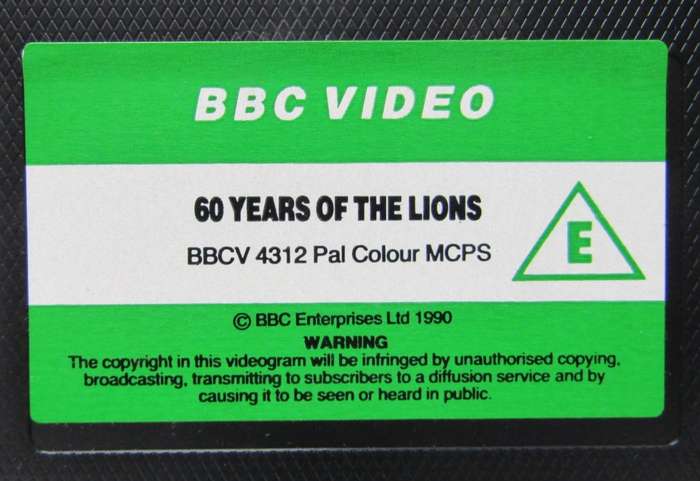 BBC VIDEO
60 YEARS OF THE LIONS
BBCV 4312 Pal Colour MCPS
E
© BBC Enterprises Ltd 1990
WARNING
The copyright in this videogram will be infringed by unauthorised copying,
broadcasting, transmitting to subscribers to a diffusion service and by
causing it to be seen or heard in public.